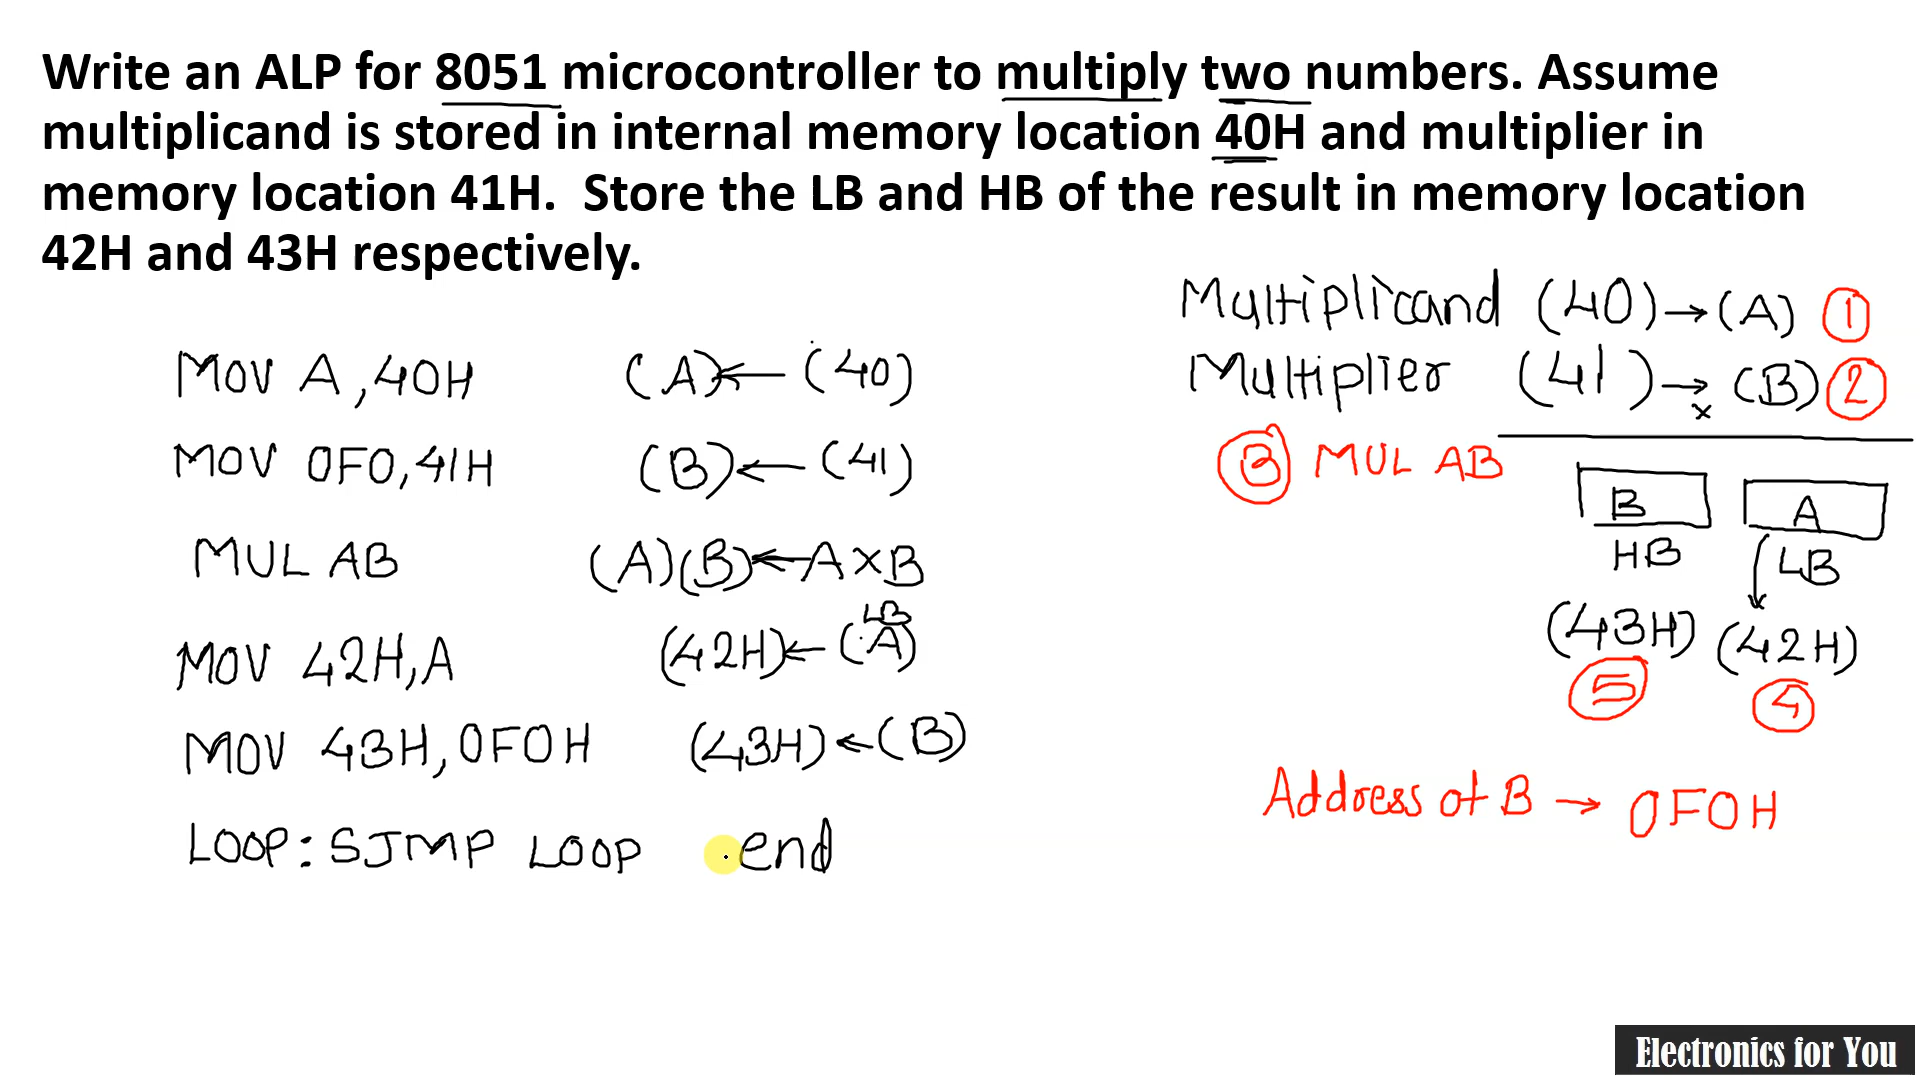 Write an ALP for 8051 microcontroller to multiply two numbers. Assume
multiplicand is stored in internal memory location 40H and multiplier in
memory location 41H. Store the LB and HB of the result in memory location
42H and 43H respectively.
MOV A,40H (A)← (40)
MOV 0F0,41H (B)← (41)
MUL AB (A)(B)←A×B
LB
MOV 42H,A (42H)← (A)
MOV 43H,0F0H (43H)←(B)
LOOP: SJMP LOOP end
Multiplicand (40)→(A) 1
Multiplier (41)→(B) 2
×
3 MUL AB
B A
HB LB
(43H) (42H)
5 4
Address of B → 0F0H
Electronics for You